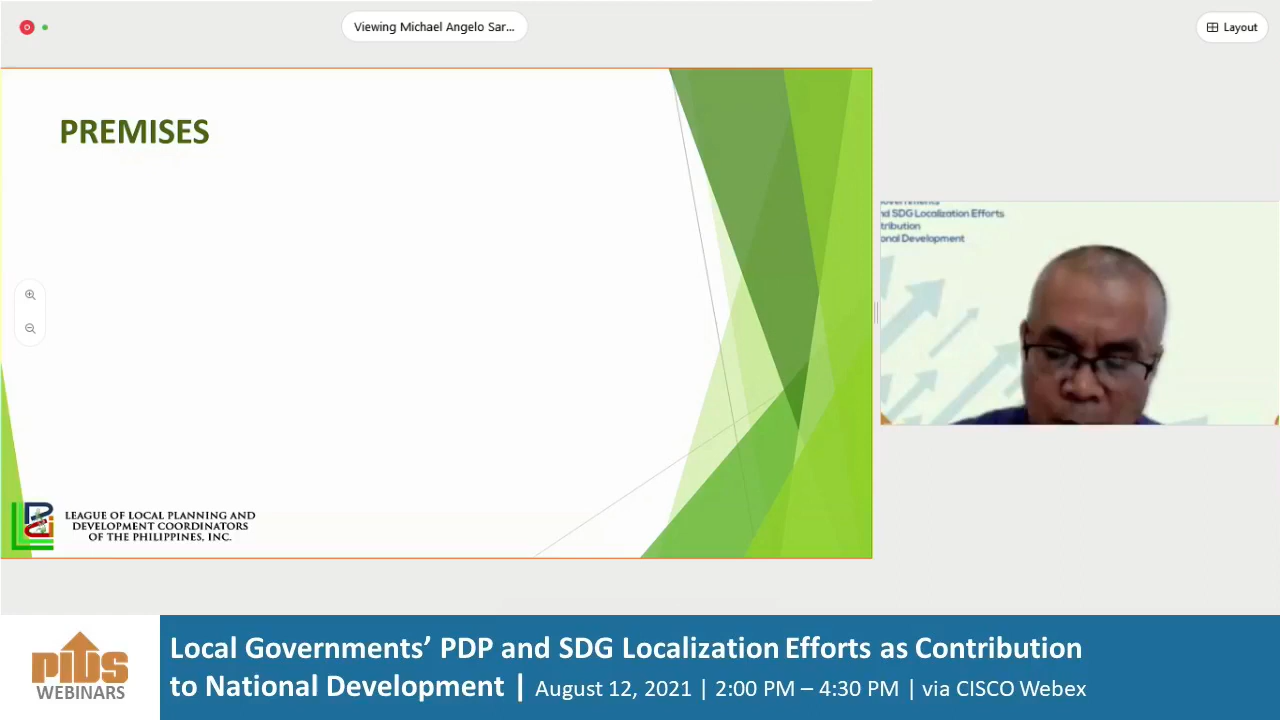 Viewing Michael Angelo Sar...
Layout
PREMISES
nd SDG Localization Efforts
tribution
onal Development
LEAGUE OF LOCAL PLANNING AND
DEVELOPMENT COORDINATORS
OF THE PHILIPPINES, INC.
pids
WEBINARS
Local Governments’ PDP and SDG Localization Efforts as Contribution
to National Development | August 12, 2021 | 2:00 PM – 4:30 PM | via CISCO Webex